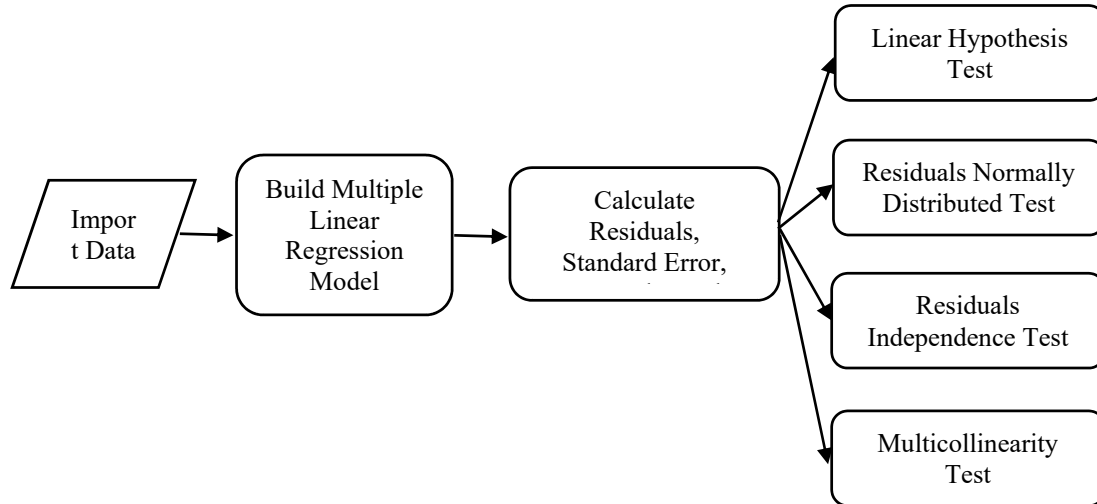 Impor
t Data
Build Multiple
Linear
Regression
Model
Calculate
Residuals,
Standard Error,
Linear Hypothesis
Test
Residuals Normally
Distributed Test
Residuals
Independence Test
Multicollinearity
Test